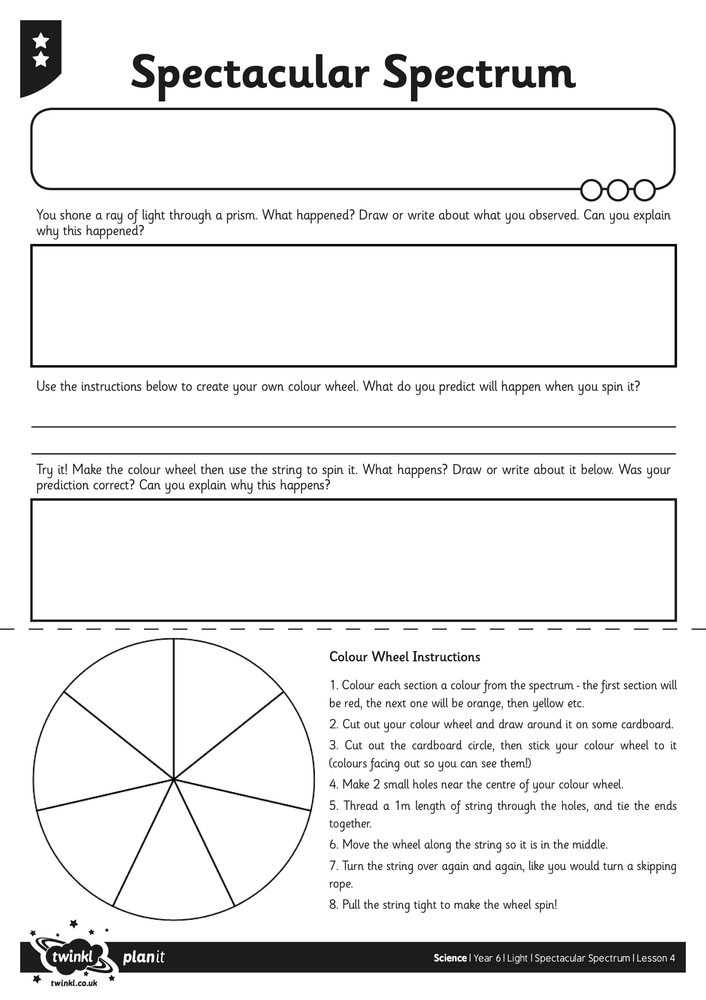 Spectacular Spectrum
You shone a ray of light through a prism. What happened? Draw or write about what you observed. Can you explain
why this happened?
Use the instructions below to create your own colour wheel. What do you predict will happen when you spin it?
Try it! Make the colour wheel then use the string to spin it. What happens? Draw or write about it below. Was your
prediction correct? Can you explain why this happens?
Colour Wheel Instructions
1. Colour each section a colour from the spectrum - the first section will
be red, the next one will be orange, then yellow etc.
2. Cut out your colour wheel and draw around it on some cardboard.
3. Cut out the cardboard circle, then stick your colour wheel to it
(colours facing out so you can see them!)
4. Make 2 small holes near the centre of your colour wheel.
5. Thread a 1m length of string through the holes, and tie the ends
together.
6. Move the wheel along the string so it is in the middle.
7. Turn the string over again and again, like you would turn a skipping
rope.
8. Pull the string tight to make the wheel spin!
twinkl planit
Science | Year 6 | Light | Spectacular Spectrum | Lesson 4
twinkl.co.uk